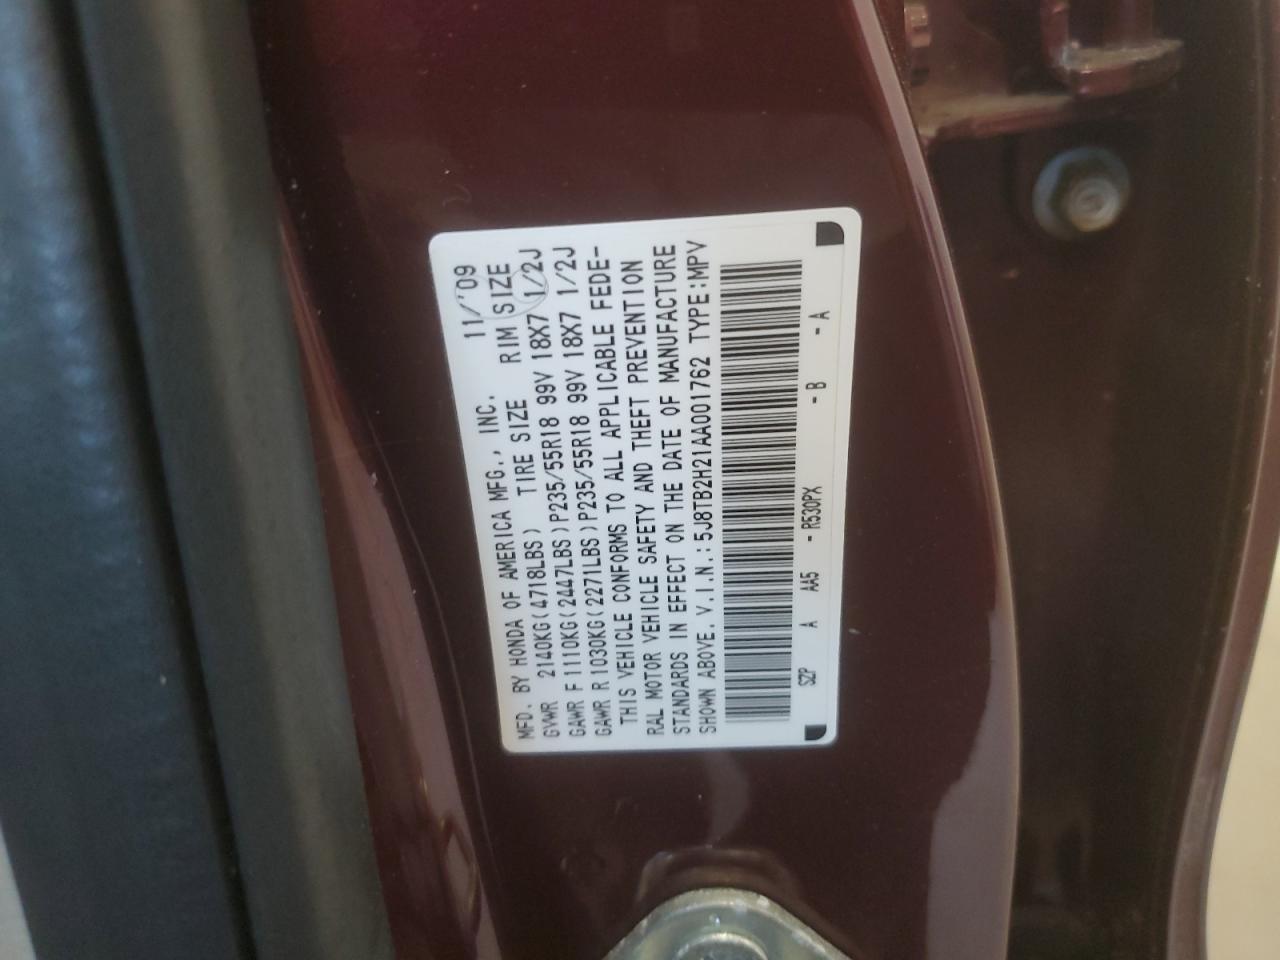 MFD. BY HONDA OF AMERICA MFG., INC. 11/'09
GVWR 2140KG(4718LBS) TIRE SIZE RIM SIZE
GAWR F 1110KG(2447LBS)P235/55R18 99V 18X7 1/2J
GAWR R 1030KG(2271LBS)P235/55R18 99V 18X7 1/2J
THIS VEHICLE CONFORMS TO ALL APPLICABLE FEDE-
RAL MOTOR VEHICLE SAFETY AND THEFT PREVENTION
STANDARDS IN EFFECT ON THE DATE OF MANUFACTURE
SHOWN ABOVE. V.I.N.:5J8TB2H21AA001762 TYPE:MPV
SZP A AA5 - R530PX - B - A